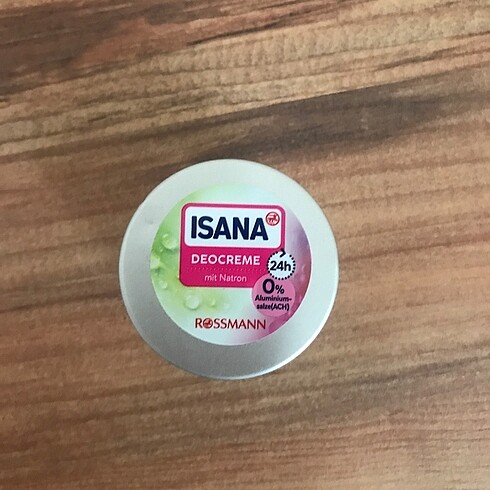 ISANA
DEOCREME
mit Natron
24h
0%
Aluminium-
salze(ACH)
ROSSMANN